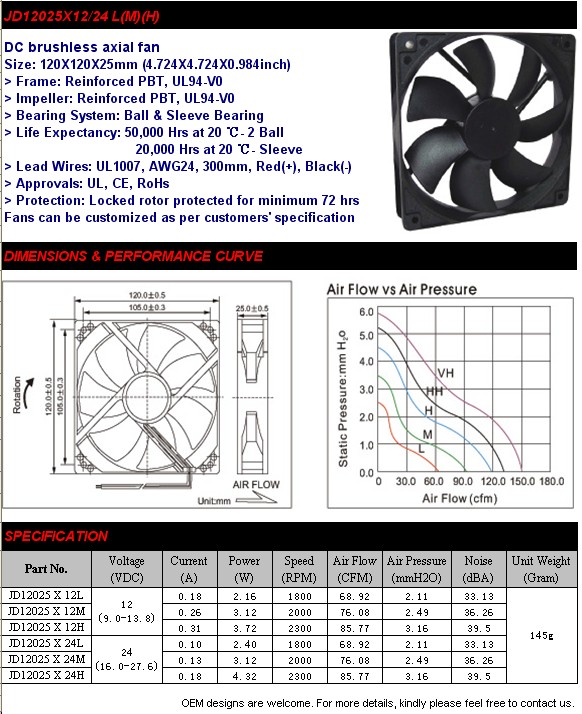 JD12025X12/24 L(M)(H)
DC brushless axial fan
Size: 120X120X25mm (4.724X4.724X0.984inch)
> Frame: Reinforced PBT, UL94-V0
> Impeller: Reinforced PBT, UL94-V0
> Bearing System: Ball & Sleeve Bearing
> Life Expectancy: 50,000 Hrs at 20 ℃- 2 Ball
20,000 Hrs at 20 ℃- Sleeve
> Lead Wires: UL1007, AWG24, 300mm, Red(+), Black(-)
> Approvals: UL, CE, RoHs
> Protection: Locked rotor protected for minimum 72 hrs
Fans can be customized as per customers' specification
DIMENSIONS & PERFORMANCE CURVE
120.0±0.5
105.0±0.3
25.0±0.5
Rotation
120.0±0.5
105.0±0.3
AIR FLOW
Unit:mm
Air Flow vs Air Pressure
Static Pressure:mm H2o
6.0
5.0
4.0
3.0
2.0
1.0
0.0
VH
HH
H
M
L
0.0 30.0 60.0 90.0 120.0 150.0 180.0
Air Flow (cfm)
SPECIFICATION
Part No. Voltage (VDC) Current (A) Power (W) Speed (RPM) Air Flow (CFM) Air Pressure (mmH2O) Noise (dBA) Unit Weight (Gram)
JD12025 X 12L 12 (9.0-13.8) 0.18 2.16 1800 68.92 2.11 33.13 145g
JD12025 X 12M 0.26 3.12 2000 76.08 2.49 36.26
JD12025 X 12H 0.31 3.72 2300 85.77 3.16 39.5
JD12025 X 24L 24 (16.0-27.6) 0.10 2.40 1800 68.92 2.11 33.13
JD12025 X 24M 0.13 3.12 2000 76.08 2.49 36.26
JD12025 X 24H 0.18 4.32 2300 85.77 3.16 39.5
OEM designs are welcome. For more details, kindly please feel free to contact us.